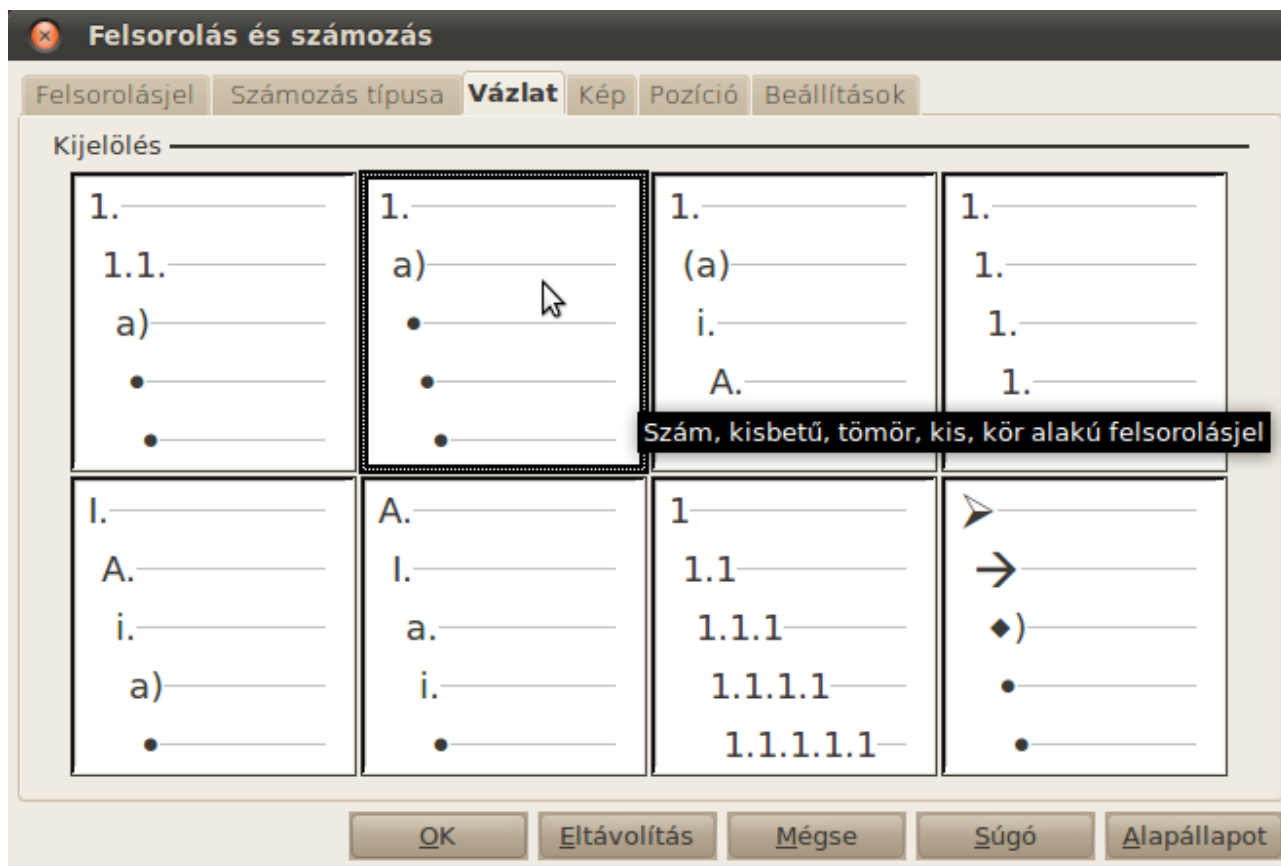 Felsorolás és számozás
Felsorolásjel Számozás típusa Vázlat Kép Pozíció Beállítások
Kijelölés
1.
1.1.
a)
•
•
1.
a)
•
•
•
1.
(a)
i.
A.
1.
1.
1.
1.
Szám, kisbetű, tömör, kis, kör alakú felsorolásjel
I.
A.
i.
a)
•
A.
I.
a.
i.
•
1
1.1
1.1.1
1.1.1.1
1.1.1.1.1
➢
→
◆)
•
•
OK Eltávolítás Mégse Súgó Alapállapot